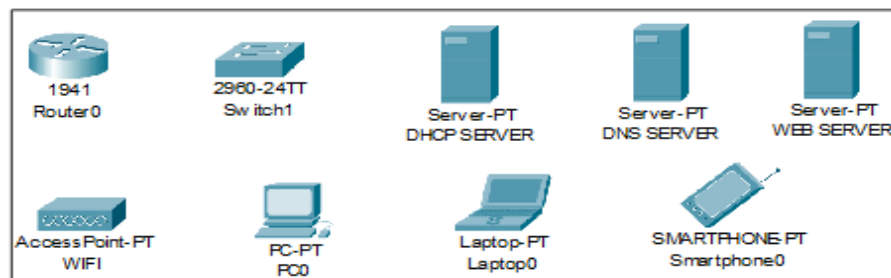 1941
Router0
2960-24TT
Switch1
Server-PT
DHCP SERVER
Server-PT
DNS SERVER
Server-PT
WEB SERVER
AccessPoint-PT
WIFI
PC-PT
PC0
Laptop-PT
Laptop0
SMARTPHONE-PT
Smartphone0